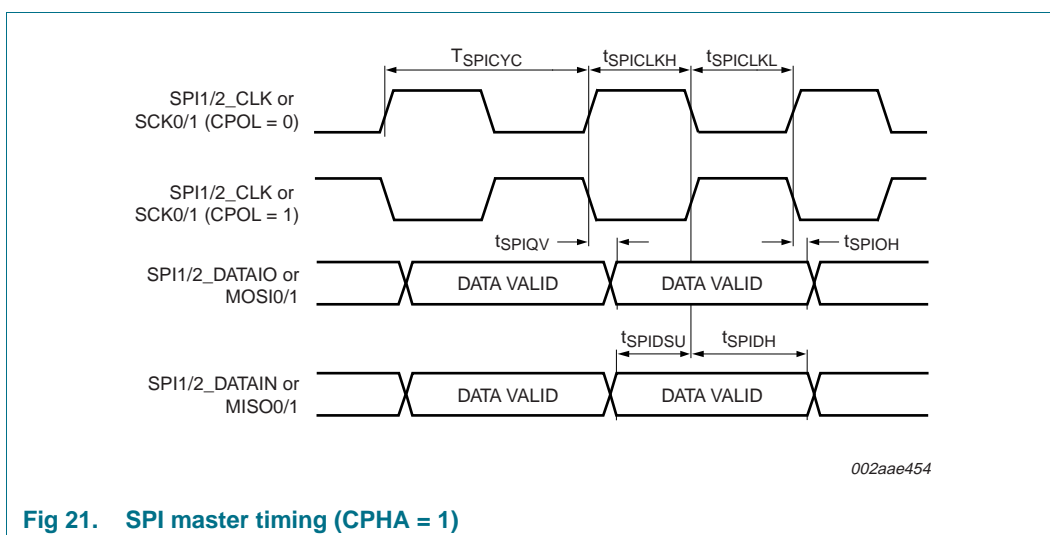 TSPICYC tSPICLKH tSPICLKL
SPI1/2_CLK or
SCK0/1 (CPOL = 0)
SPI1/2_CLK or
SCK0/1 (CPOL = 1)
tSPIQV tSPIOH
SPI1/2_DATAIO or
MOSI0/1
DATA VALID DATA VALID
tSPIDSU tSPIDH
SPI1/2_DATAIN or
MISO0/1
DATA VALID DATA VALID
002aae454
Fig 21. SPI master timing (CPHA = 1)